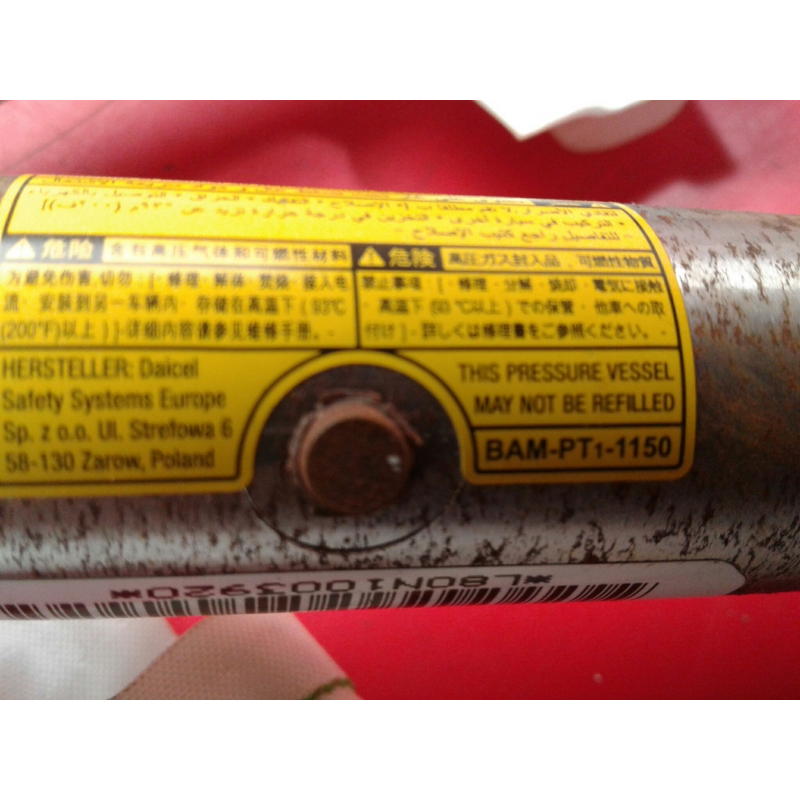 危险 含有高压气体和可燃性材料
为避免伤害,切勿:[·修理·解体·焚烧·接入电
流·安装到另一车辆内·存储在高温下(93℃
(200°F)以上)]-详细内容请参见维修手册。-
危険 高圧ガス封入品、可燃性物質
禁止事項[·修理·分解·焼却·電気に接触
高温下(93℃以上)での保管·他車への取
付け]-詳しくは修理書をご参照ください。
HERSTELLER: Daicel
Safety Systems Europe
Sp. z o.o. Ul. Strefowa 6
58-130 Zarow, Poland
THIS PRESSURE VESSEL
MAY NOT BE REFILLED
BAM-PT1-1150
*L80N1003920*